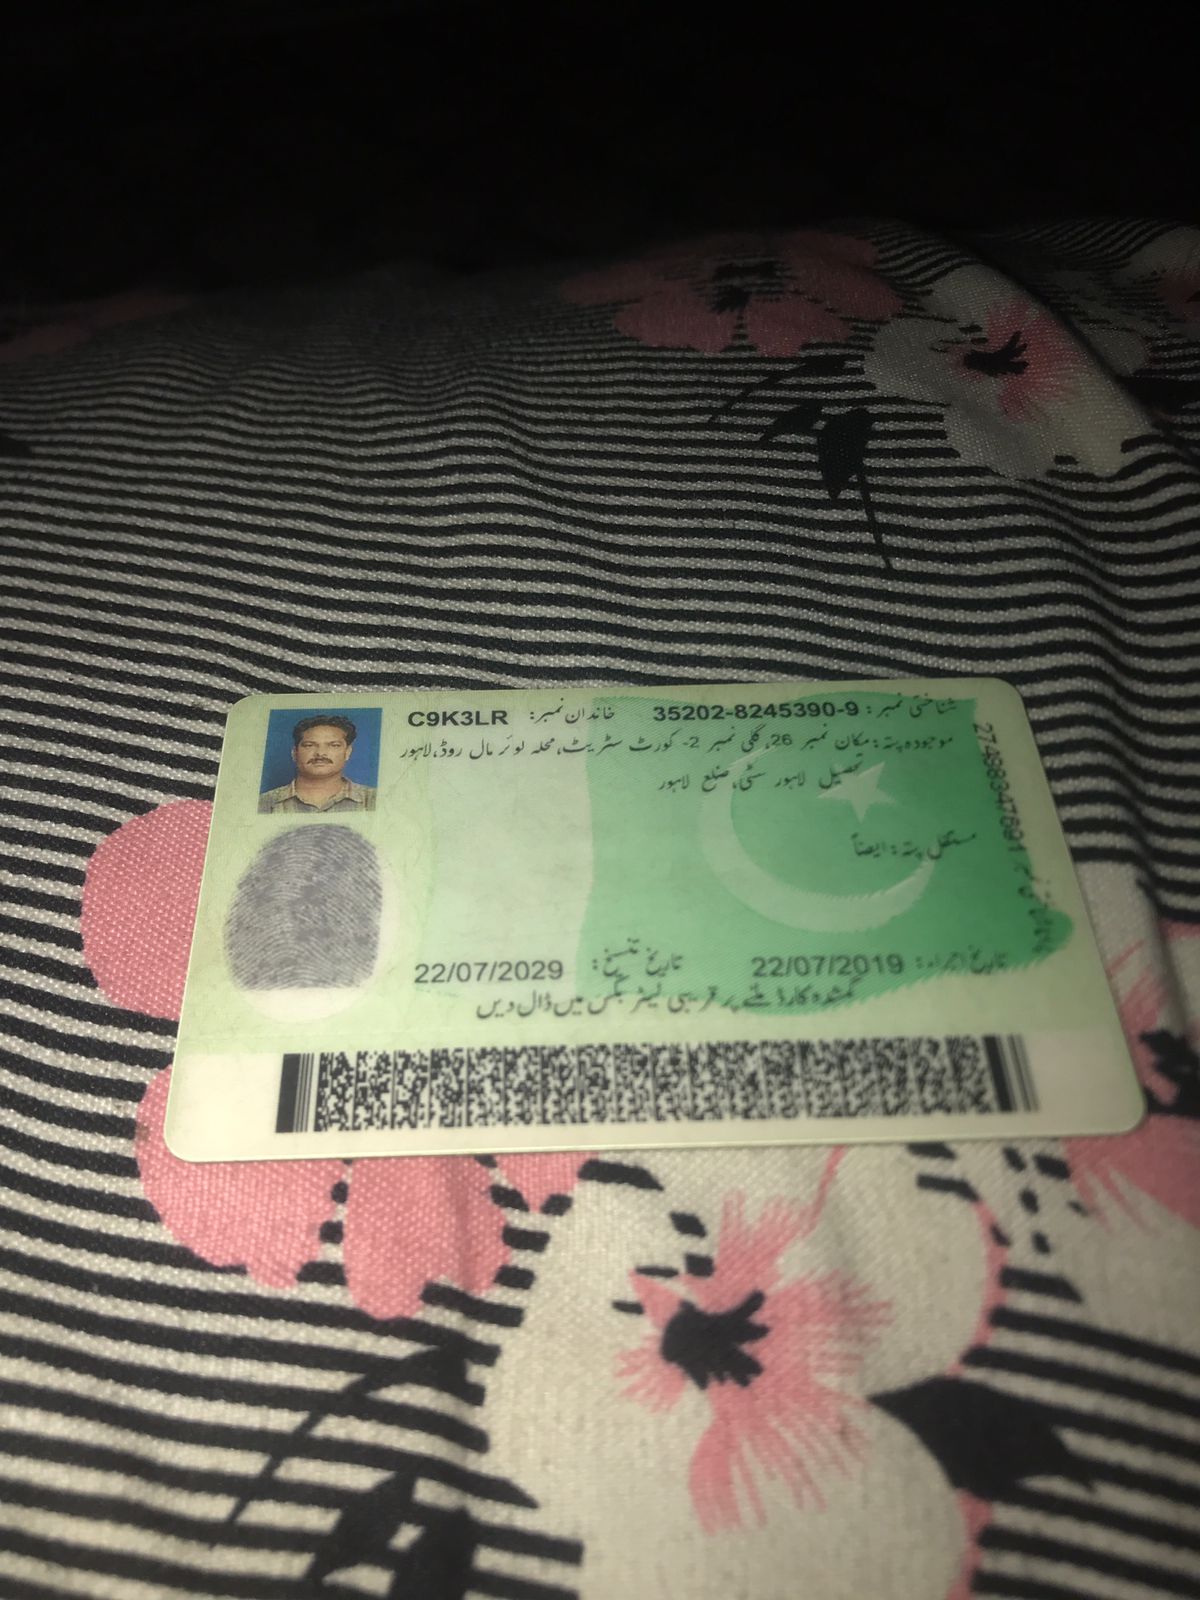 شناختی نمبر: 35202-8245390-9 خاندان نمبر: C9K3LR
موجودہ پتہ: مکان نمبر 26، گلی نمبر 2- کورٹ سٹریٹ، محلہ لوئر مال روڈ، لاہور
تحصیل لاہور سٹی، ضلع لاہور
مستقل پتہ: ایضاً
تاریخ اجراء: 22/07/2019 تاریخ تنسیخ: 22/07/2029
گمشدہ کارڈ ملنے پر قریبی لیٹر بکس میں ڈال دیں